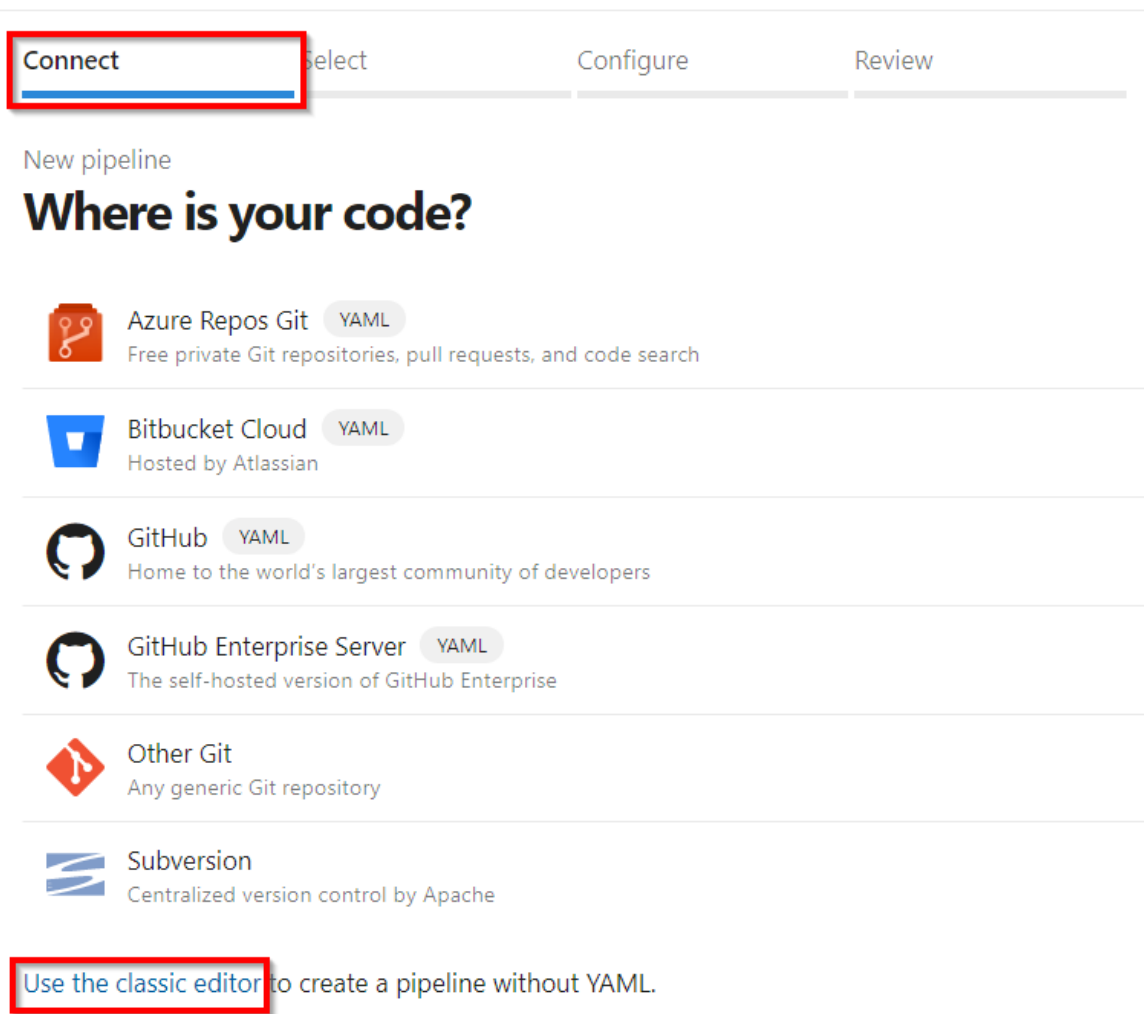 Connect Select Configure Review
New pipeline
Where is your code?
Azure Repos Git YAML
Free private Git repositories, pull requests, and code search
Bitbucket Cloud YAML
Hosted by Atlassian
GitHub YAML
Home to the world's largest community of developers
GitHub Enterprise Server YAML
The self-hosted version of GitHub Enterprise
Other Git
Any generic Git repository
Subversion
Centralized version control by Apache
Use the classic editor to create a pipeline without YAML.